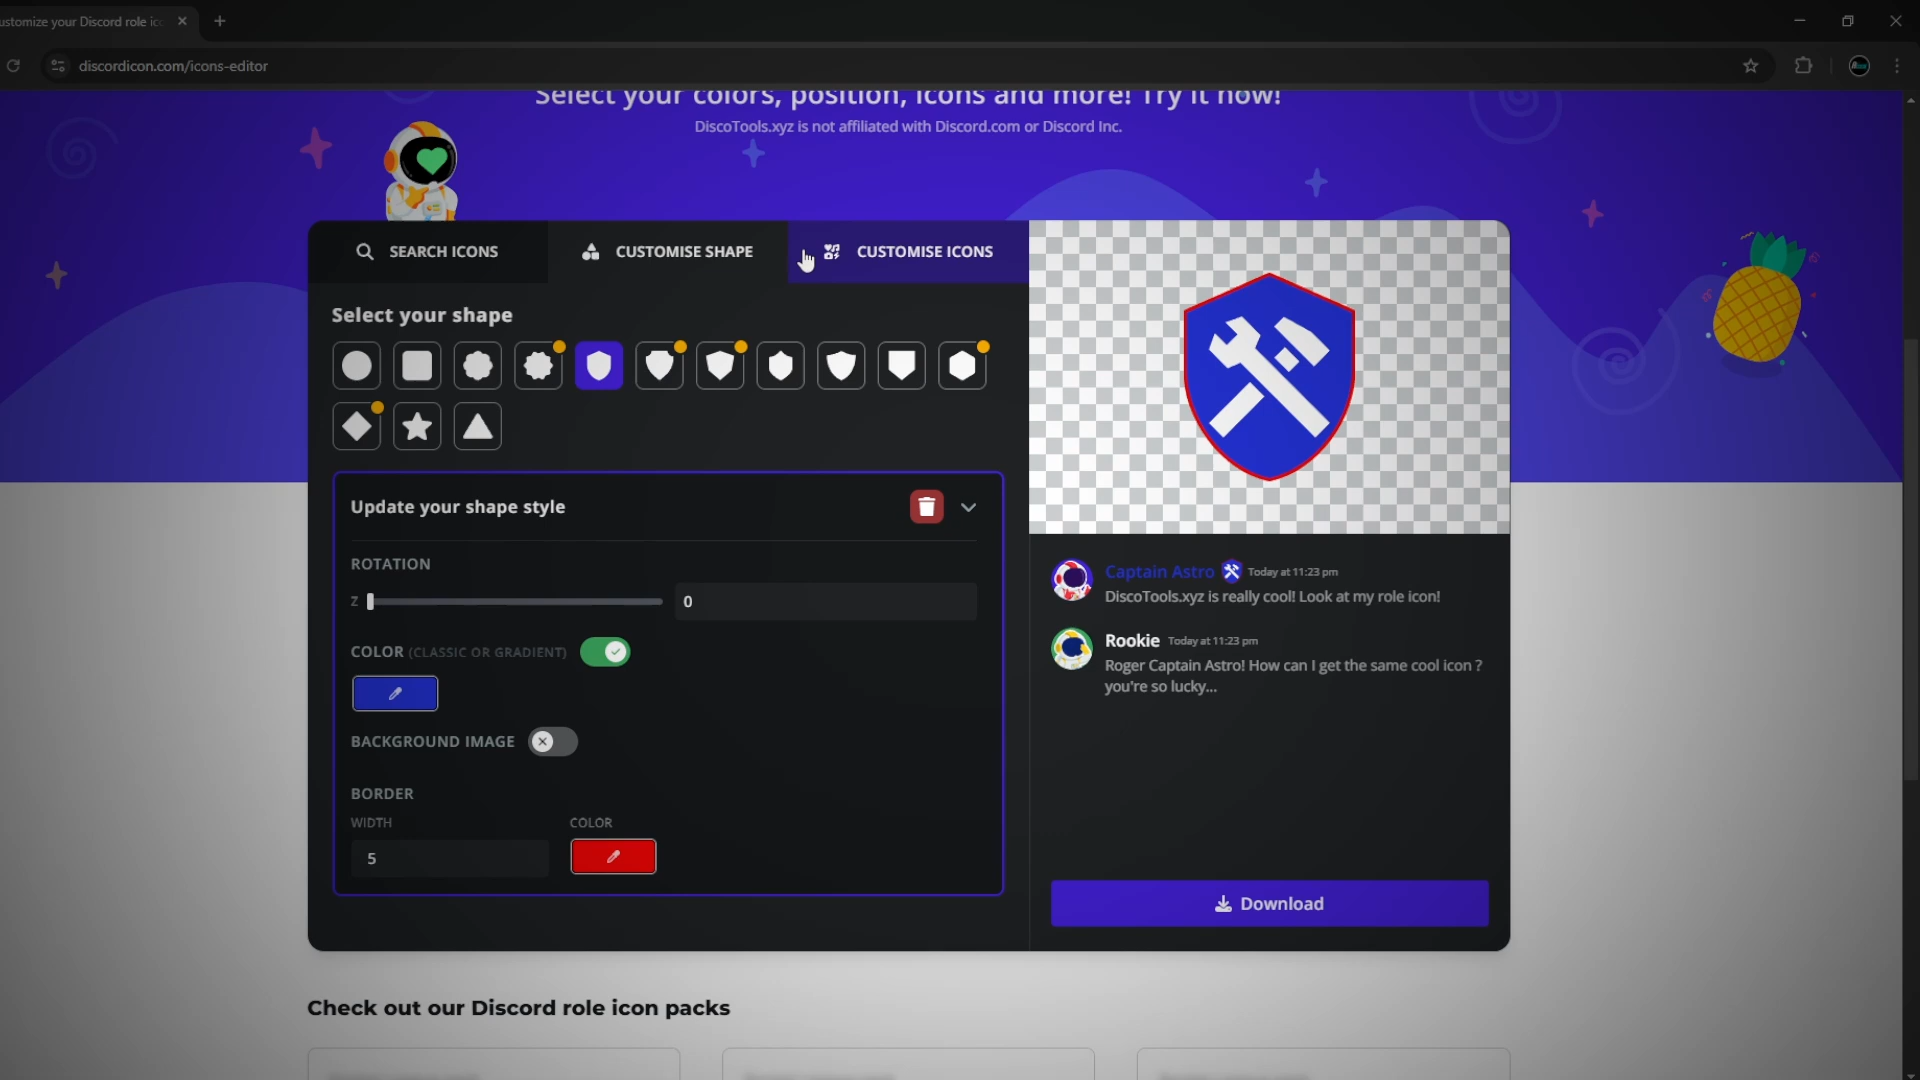 ustomize your Discord role ic
discordicon.com/icons-editor
Select your colors, position, icons and more! Try it now!
DiscoTools.xyz is not affiliated with Discord.com or Discord Inc.
SEARCH ICONS
CUSTOMISE SHAPE
CUSTOMISE ICONS
Select your shape
Update your shape style
ROTATION
Z
0
COLOR (CLASSIC OR GRADIENT)
BACKGROUND IMAGE
BORDER
WIDTH
COLOR
5
Captain Astro Today at 11:23 pm
DiscoTools.xyz is really cool! Look at my role icon!
Rookie Today at 11:23 pm
Roger Captain Astro! How can I get the same cool icon ?
you're so lucky...
Download
Check out our Discord role icon packs